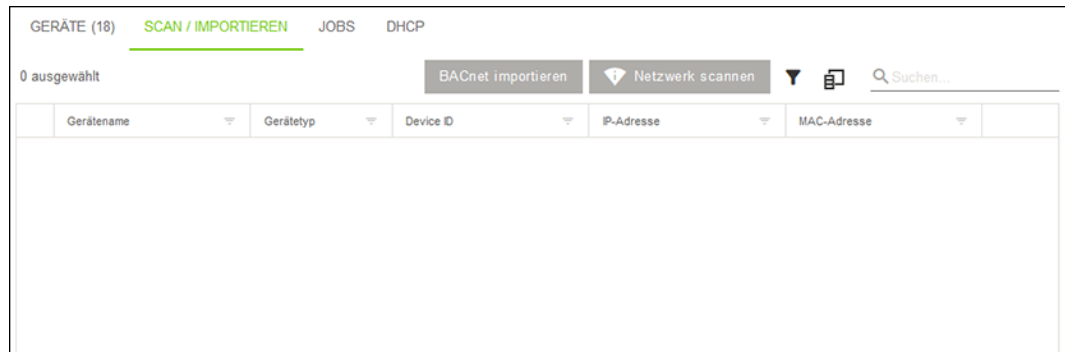 GERÄTE (18) SCAN / IMPORTIEREN JOBS DHCP
0 ausgewählt BACnet importieren Netzwerk scannen Suchen...
Gerätename Gerätetyp Device ID IP-Adresse MAC-Adresse